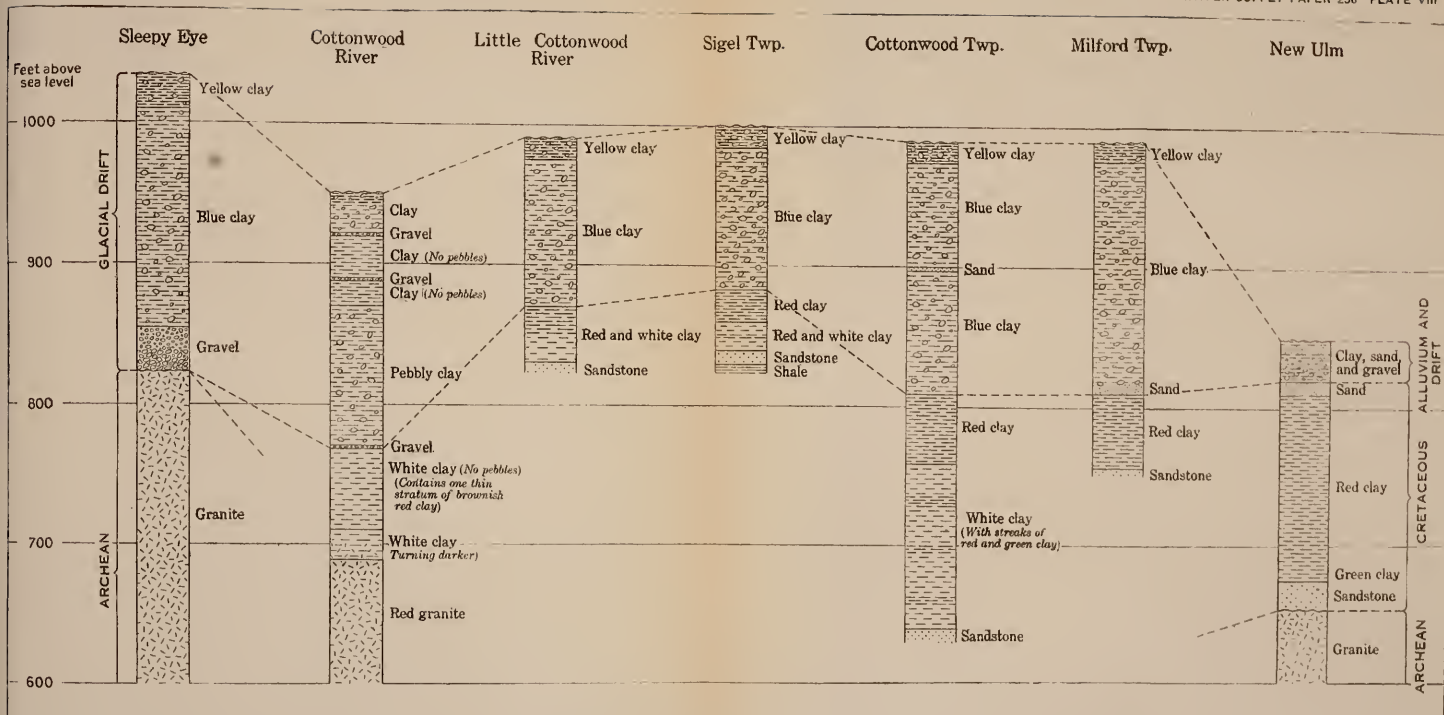 PAPER 256 PLATE VIII
Sleepy Eye
Cottonwood
River
Little Cottonwood
River
Sigel Twp.
Cottonwood Twp.
Milford Twp.
New Ulm
Feet above
sea level
1000
900
800
700
600
GLACIAL DRIFT
ARCHEAN
Yellow clay
Blue clay
Gravel
Granite
Clay
Gravel
Clay (No pebbles)
Gravel
Clay (No pebbles)
Pebbly clay
Gravel
White clay (No pebbles)
(Contains one thin
stratum of brownish
red clay)
White clay
Turning darker)
Red granite
Yellow clay
Blue clay
Red and white clay
Sandstone
Yellow clay
Blue clay
Red clay
Red and white clay
Sandstone
Shale
Yellow clay
Blue clay
Sand
Blue clay
Red clay
White clay
(With streaks of
red and green clay)
Sandstone
Yellow clay
Blue clay
Sand
Red clay
Sandstone
Clay, sand,
and gravel
Sand
Red clay
Green clay
Sandstone
Granite
ALLUVIUM AND
DRIFT
CRETACEOUS
ARCHEAN